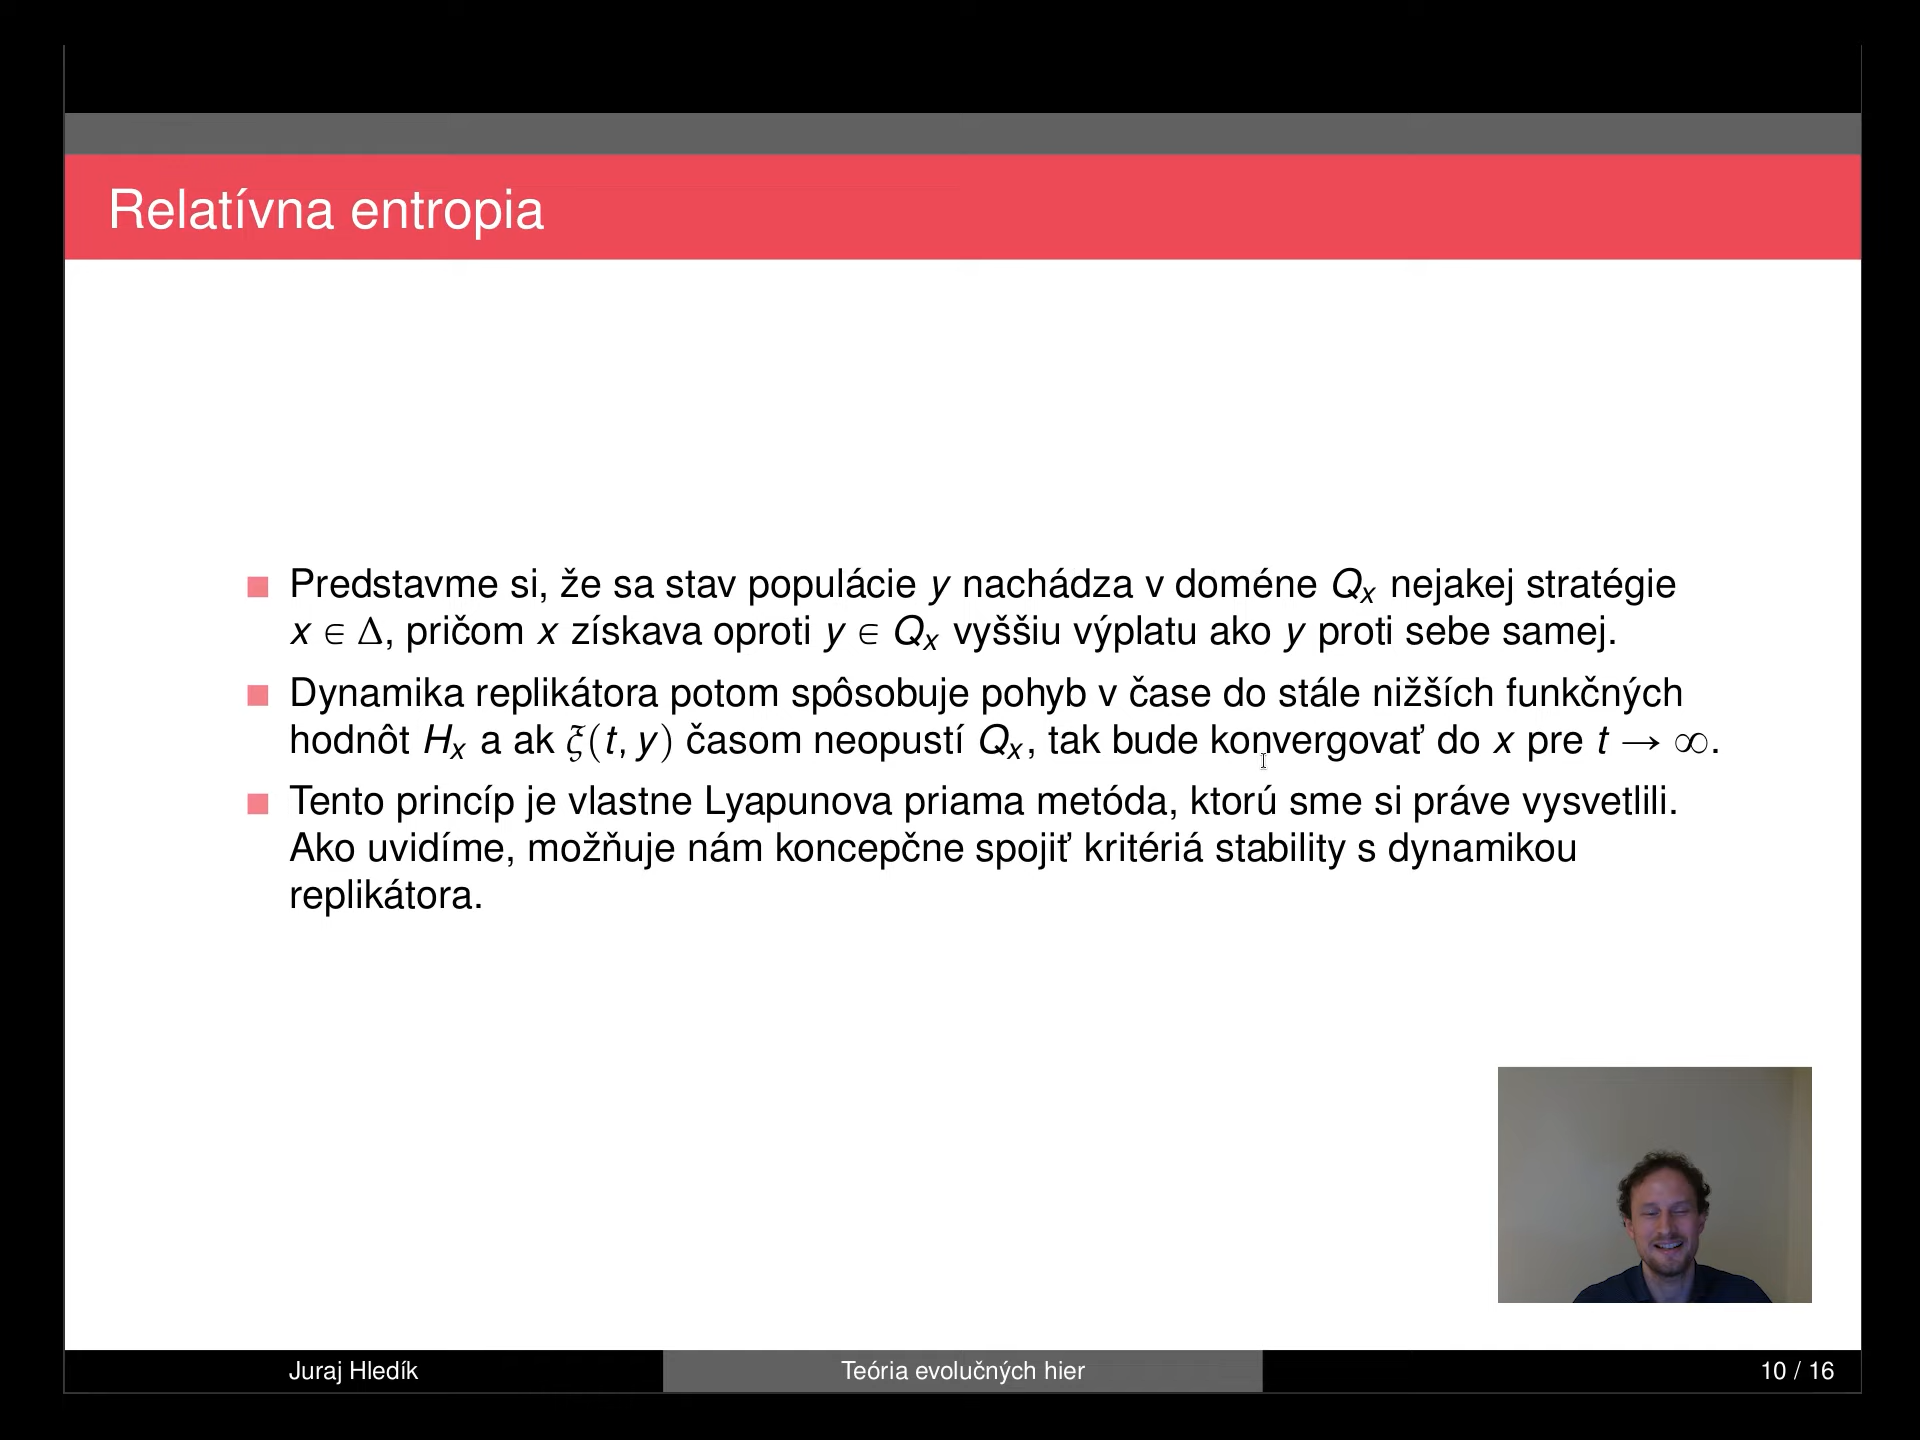 Relatívna entropia
Predstavme si, že sa stav populácie y nachádza v doméne Qₓ nejakej stratégie
x ∈ Δ, pričom x získava oproti y ∈ Qₓ vyššiu výplatu ako y proti sebe samej.
Dynamika replikátora potom spôsobuje pohyb v čase do stále nižších funkčných
hodnôt Hₓ a ak ξ(t, y) časom neopustí Qₓ, tak bude konvergovať do x pre t → ∞.
Tento princíp je vlastne Lyapunova priama metóda, ktorú sme si práve vysvetlili.
Ako uvidíme, možňuje nám koncepčne spojiť kritériá stability s dynamikou
replikátora.
Juraj Hledík
Teória evolučných hier
10 / 16